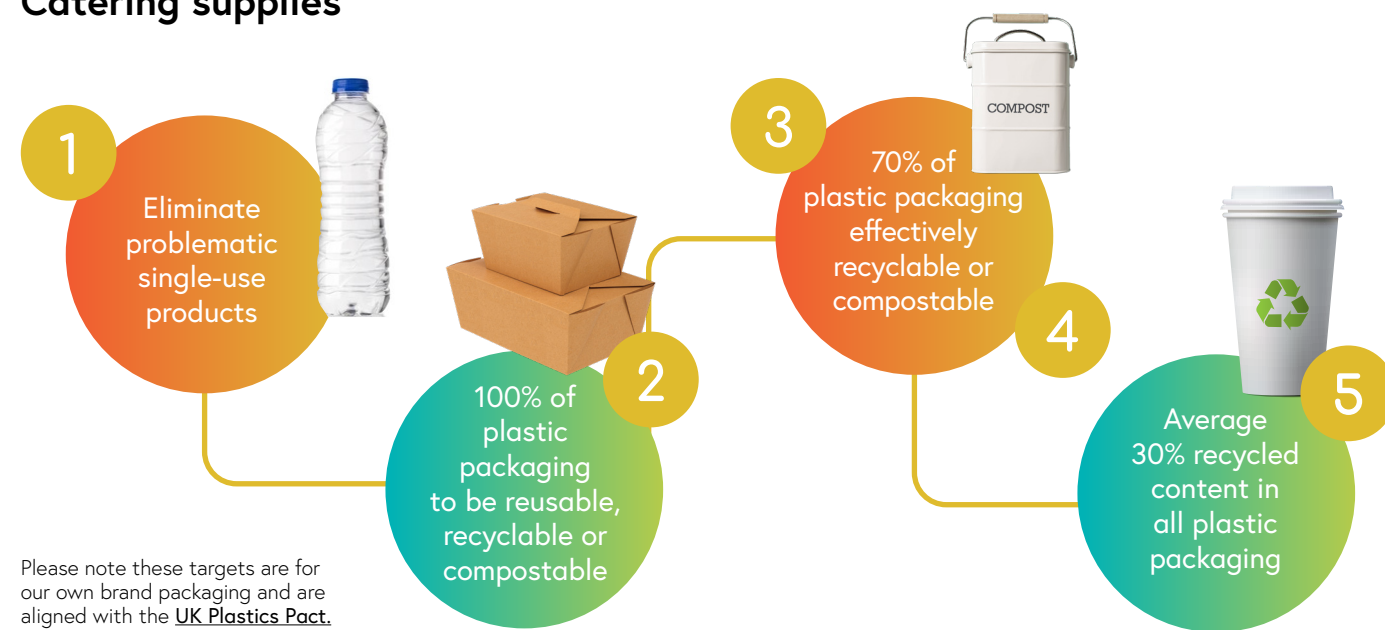 Catering supplies
1
Eliminate
problematic
single-use
products
2
100% of
plastic
packaging
to be reusable,
recyclable or
compostable
3
COMPOST
70% of
plastic packaging
effectively
recyclable or
compostable
4
5
Average
30% recycled
content in
all plastic
packaging
Please note these targets are for
our own brand packaging and are
aligned with the UK Plastics Pact.